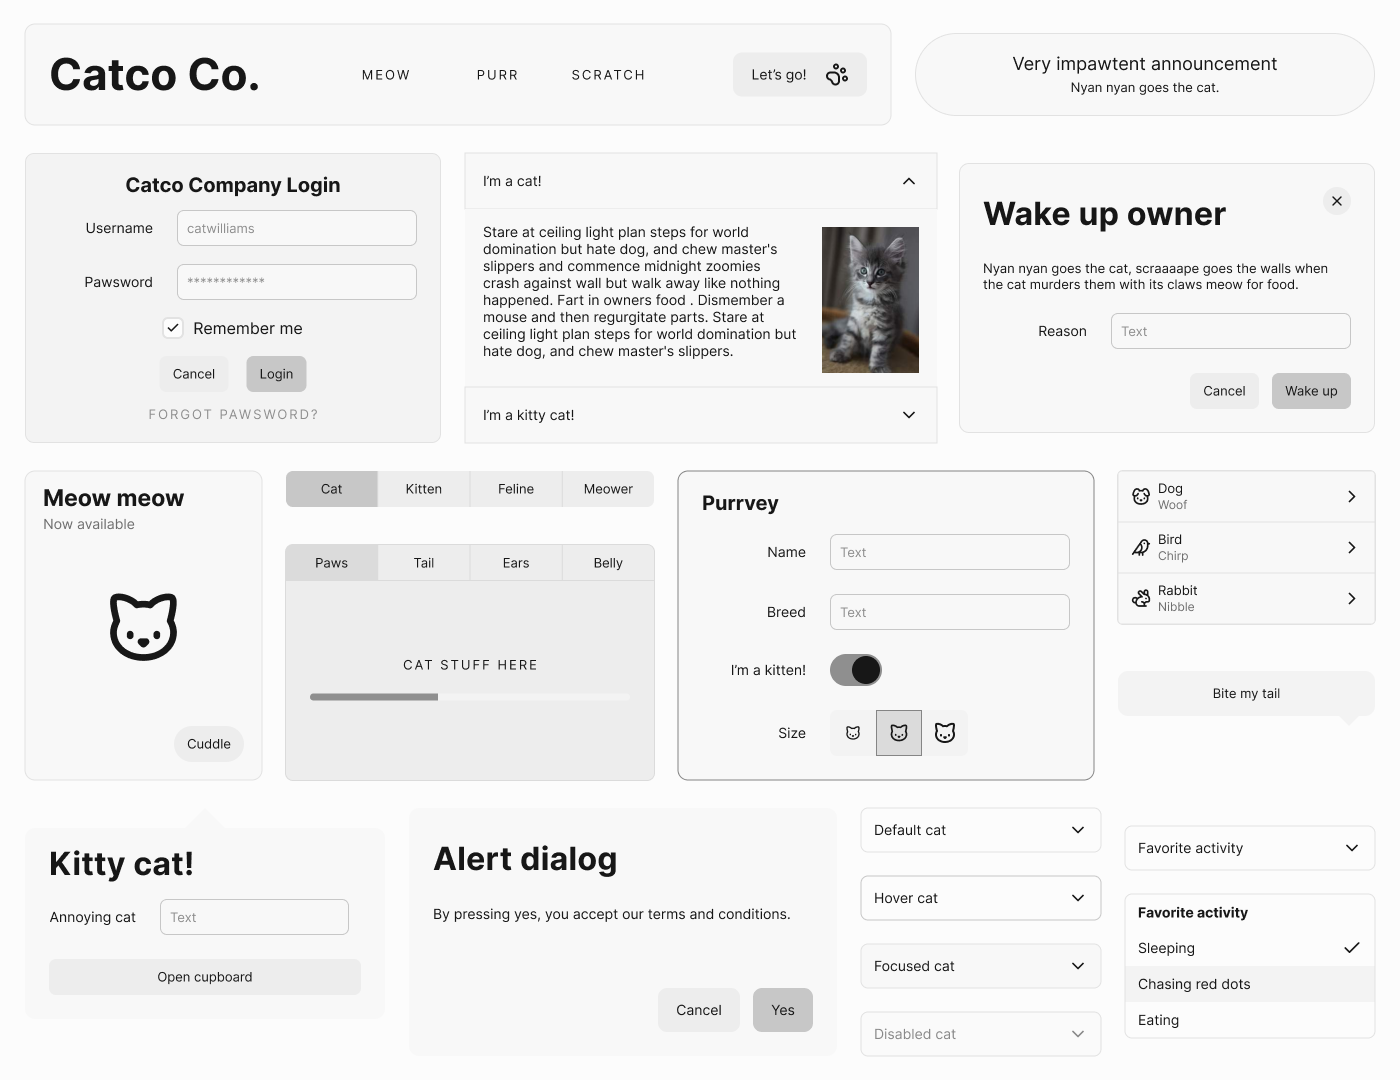 Catco Co.
MEOW
PURR
SCRATCH
Let's go!
Very impawtent announcement
Nyan nyan goes the cat.
Catco Company Login
Username
catwilliams
Pawsword
************
Remember me
Cancel
Login
FORGOT PAWSWORD?
I'm a cat!
Stare at ceiling light plan steps for world
domination but hate dog, and chew master's
slippers and commence midnight zoomies
crash against wall but walk away like nothing
happened. Fart in owners food . Dismember a
mouse and then regurgitate parts. Stare at
ceiling light plan steps for world domination but
hate dog, and chew master's slippers.
I'm a kitty cat!
Wake up owner
Nyan nyan goes the cat, scraaaape goes the walls when
the cat murders them with its claws meow for food.
Reason
Text
Cancel
Wake up
Meow meow
Now available
Cuddle
Cat
Kitten
Feline
Meower
Paws
Tail
Ears
Belly
CAT STUFF HERE
Purrvey
Name
Text
Breed
Text
I'm a kitten!
Size
Dog
Woof
Bird
Chirp
Rabbit
Nibble
Bite my tail
Kitty cat!
Annoying cat
Text
Open cupboard
Alert dialog
By pressing yes, you accept our terms and conditions.
Cancel
Yes
Default cat
Hover cat
Focused cat
Disabled cat
Favorite activity
Favorite activity
Sleeping
Chasing red dots
Eating